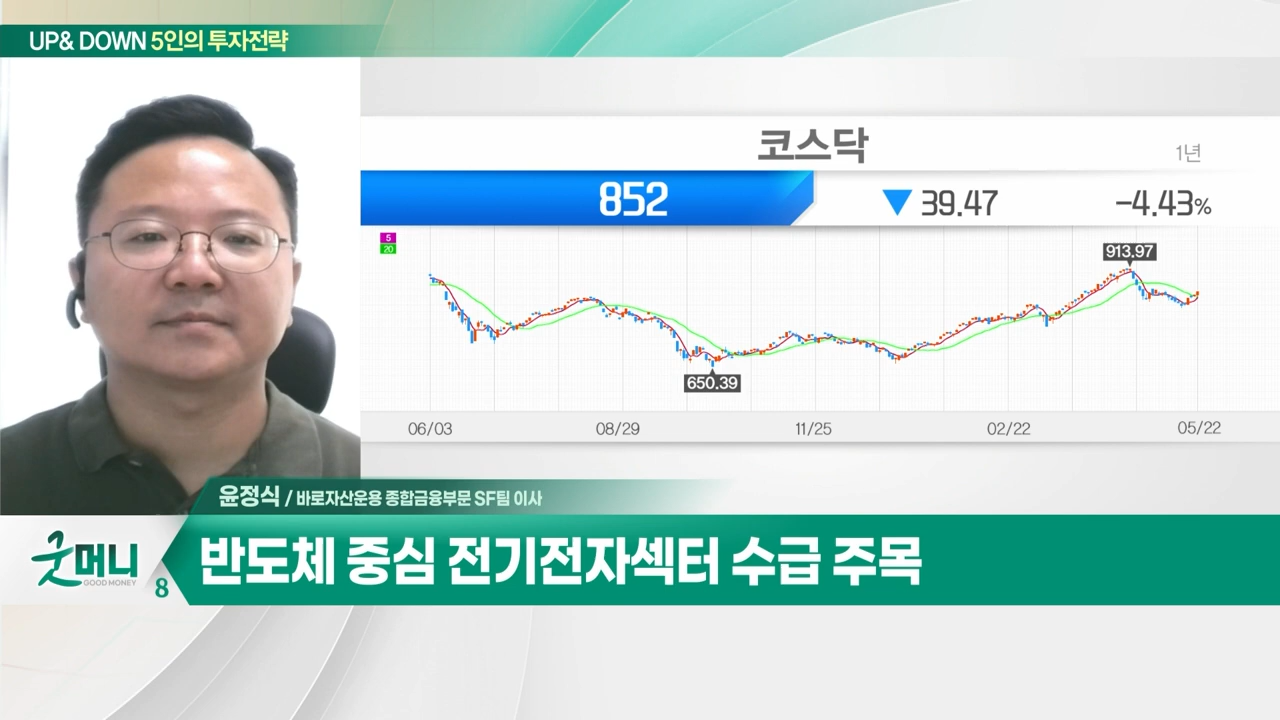 UP& DOWN 5인의 투자전략
코스닥
1년
852 ▼ 39.47 -4.43%
5
20
913.97
650.39
06/03 08/29 11/25 02/22 05/22
윤정식 / 바로자산운용 종합금융부문 SF팀 이사
굿머니
GOOD MONEY
8
반도체 중심 전기전자섹터 수급 주목